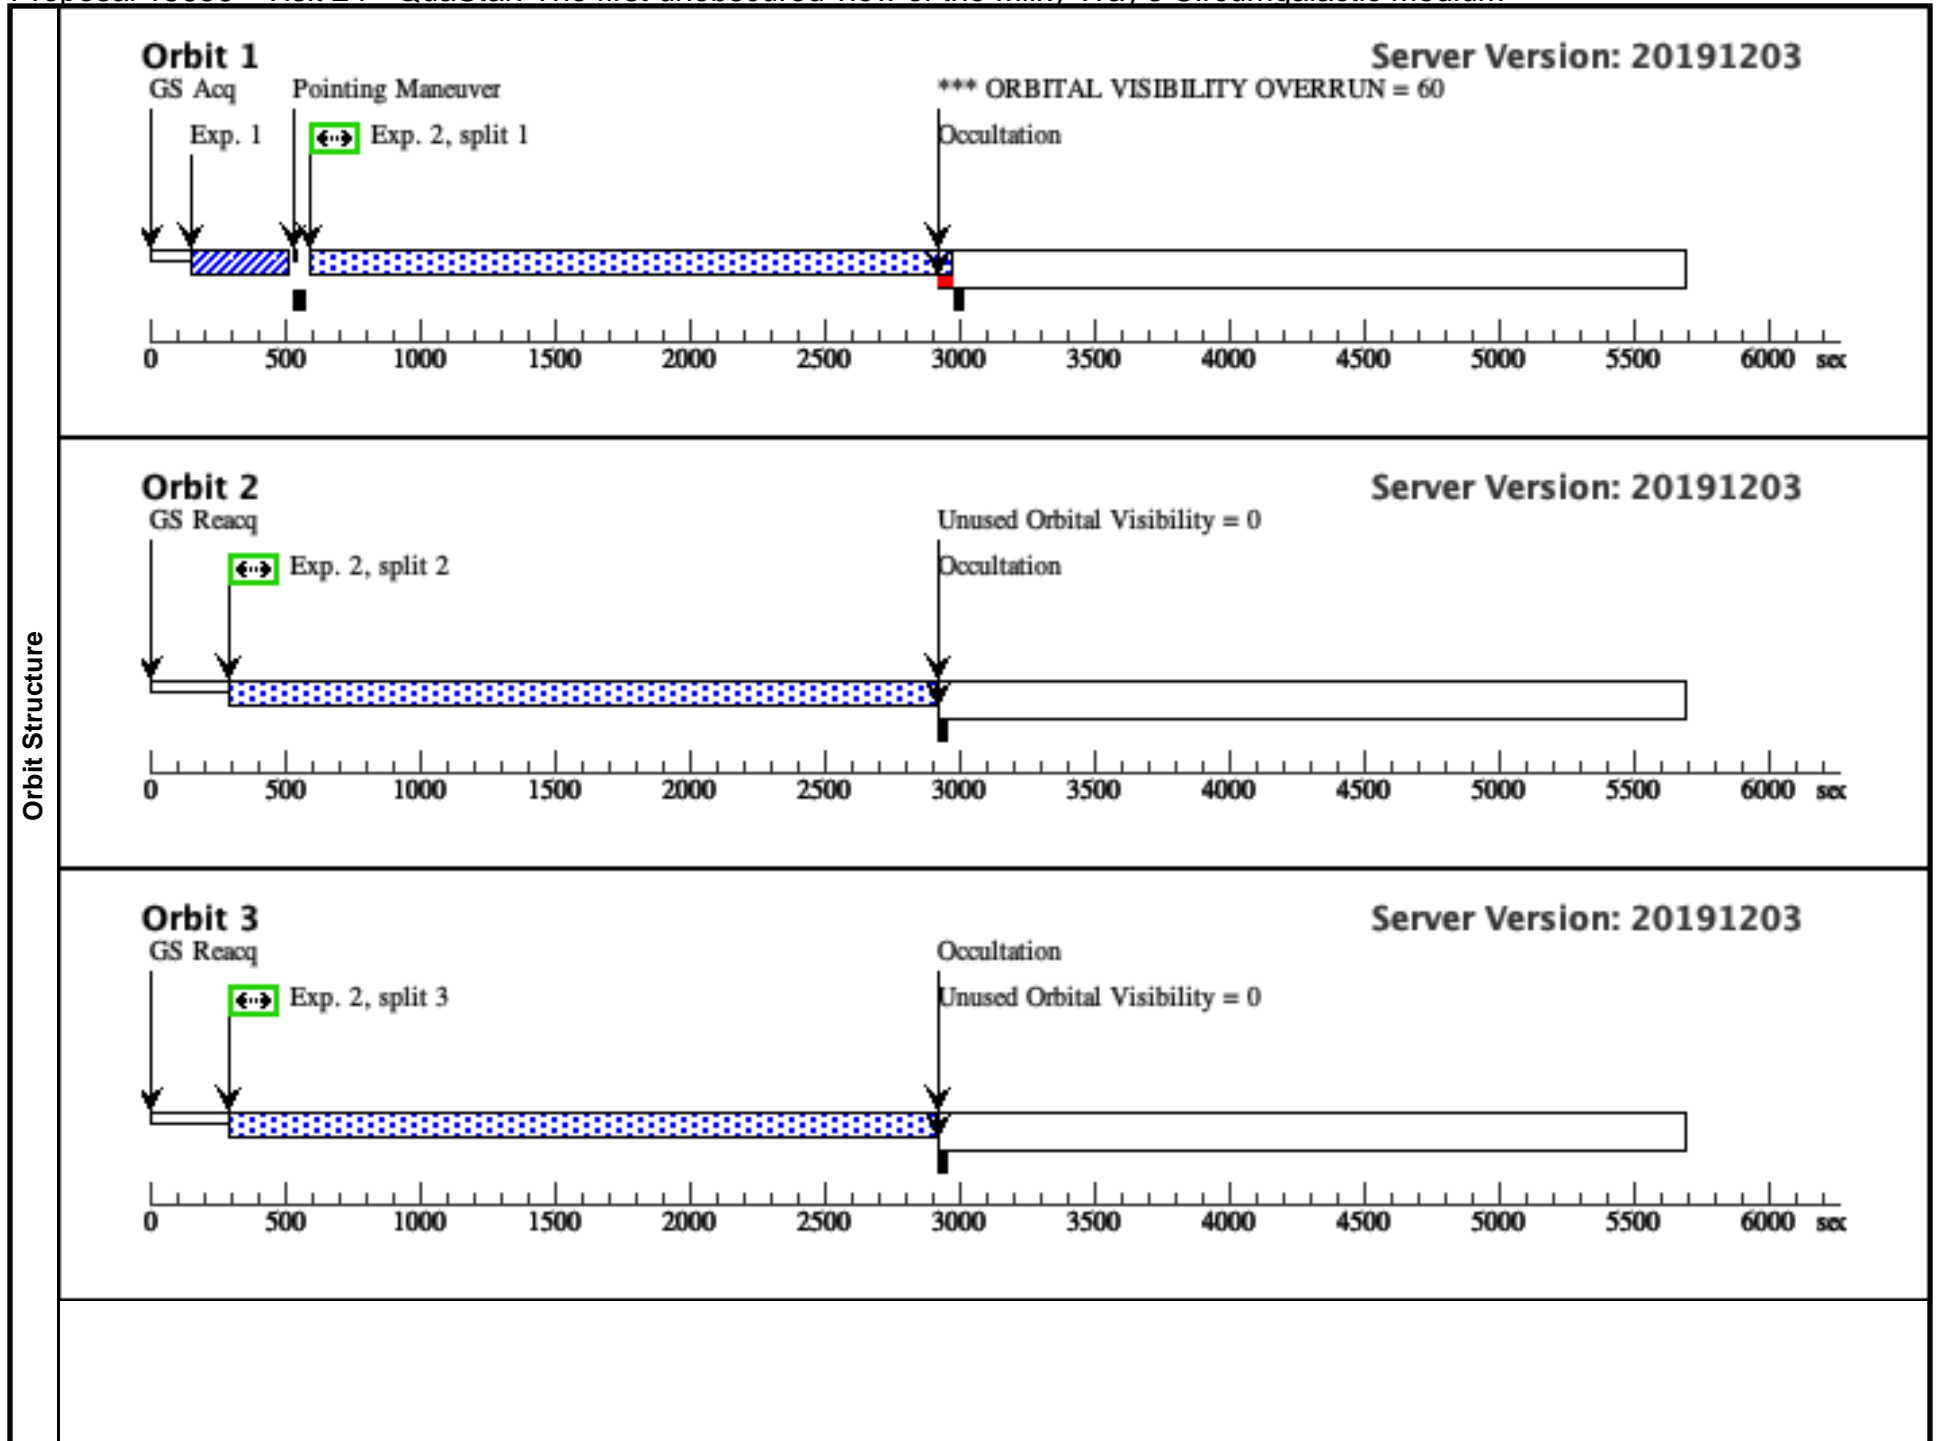 Orbit 1 Server Version: 20191203
GS Acq Pointing Maneuver *** ORBITAL VISIBILITY OVERRUN = 60
Exp. 1 Exp. 2, split 1 Occultation
0 500 1000 1500 2000 2500 3000 3500 4000 4500 5000 5500 6000 sec
Orbit 2 Server Version: 20191203
GS Reacq Unused Orbital Visibility = 0
Exp. 2, split 2 Occultation
Orbit Structure
0 500 1000 1500 2000 2500 3000 3500 4000 4500 5000 5500 6000 sec
Orbit 3 Server Version: 20191203
GS Reacq Occultation
Exp. 2, split 3 Unused Orbital Visibility = 0
0 500 1000 1500 2000 2500 3000 3500 4000 4500 5000 5500 6000 sec